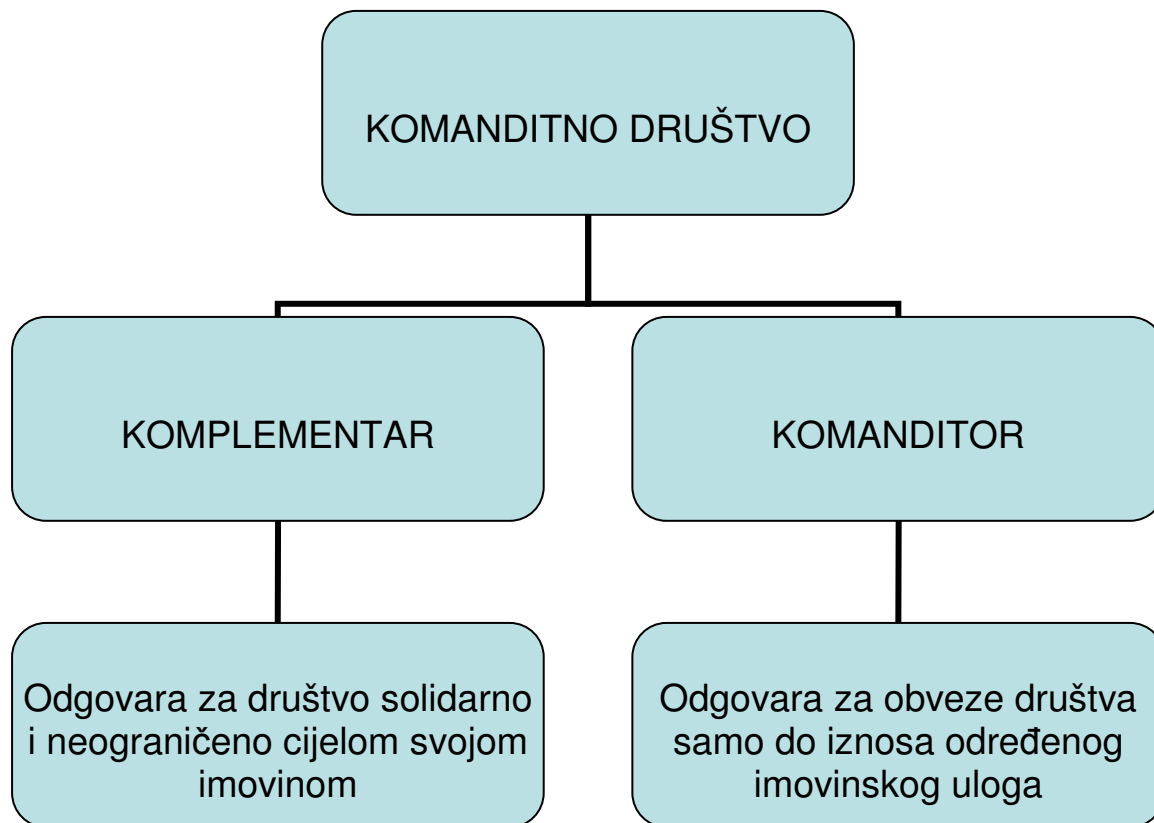 KOMANDITNO DRUŠTVO
KOMPLEMENTAR
KOMANDITOR
Odgovara za društvo solidarno
i neograničeno cijelom svojom
imovinom
Odgovara za obveze društva
samo do iznosa određenog
imovinskog uloga